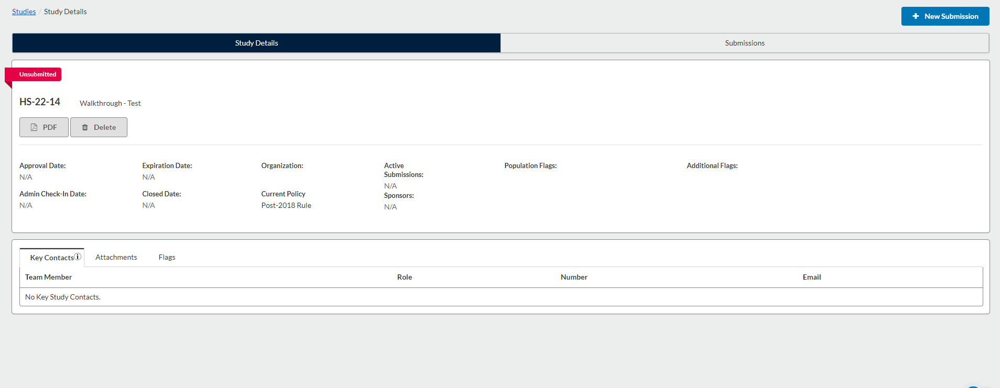 Studies / Study Details
New Submission
Study Details
Submissions
Unsubmitted
HS-22-14 Walkthrough - Test
PDF
Delete
Approval Date:
N/A
Expiration Date:
N/A
Organization:
Active
Submissions:
N/A
Population Flags:
Additional Flags:
Admin Check-In Date:
N/A
Closed Date:
N/A
Current Policy
Post-2018 Rule
Sponsors:
N/A
Key Contacts
Attachments
Flags
Team Member Role Number Email
No Key Study Contacts.